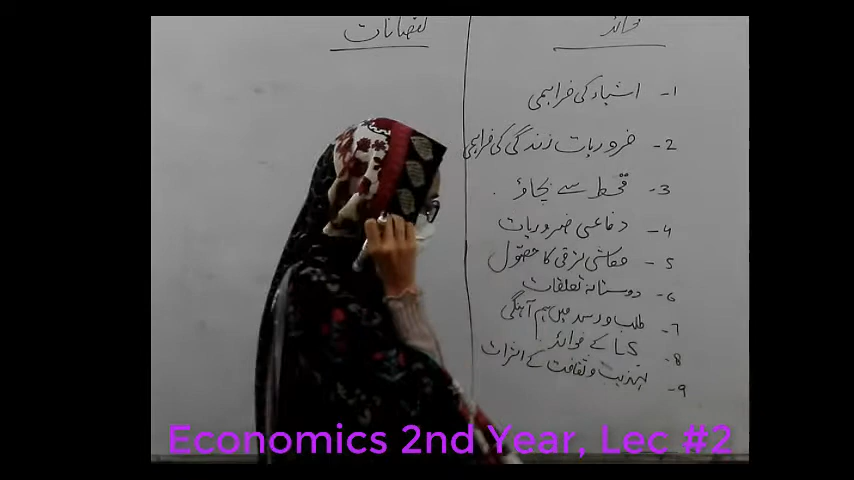 فوائد
نقصانات
1- اشیاء کی فراہمی
2- ضروریات زندگی کی فراہمی
3- قحط سے بچاؤ
4- دفاعی ضروریات
5- معاشی ترقی کا حصول
6- دوستانہ تعلقات
7- طلب و رسد میں ہم آہنگی
8- LS کے فوائد
9- تہذیب و ثقافت کے اثرات
Economics 2nd Year, Lec #2